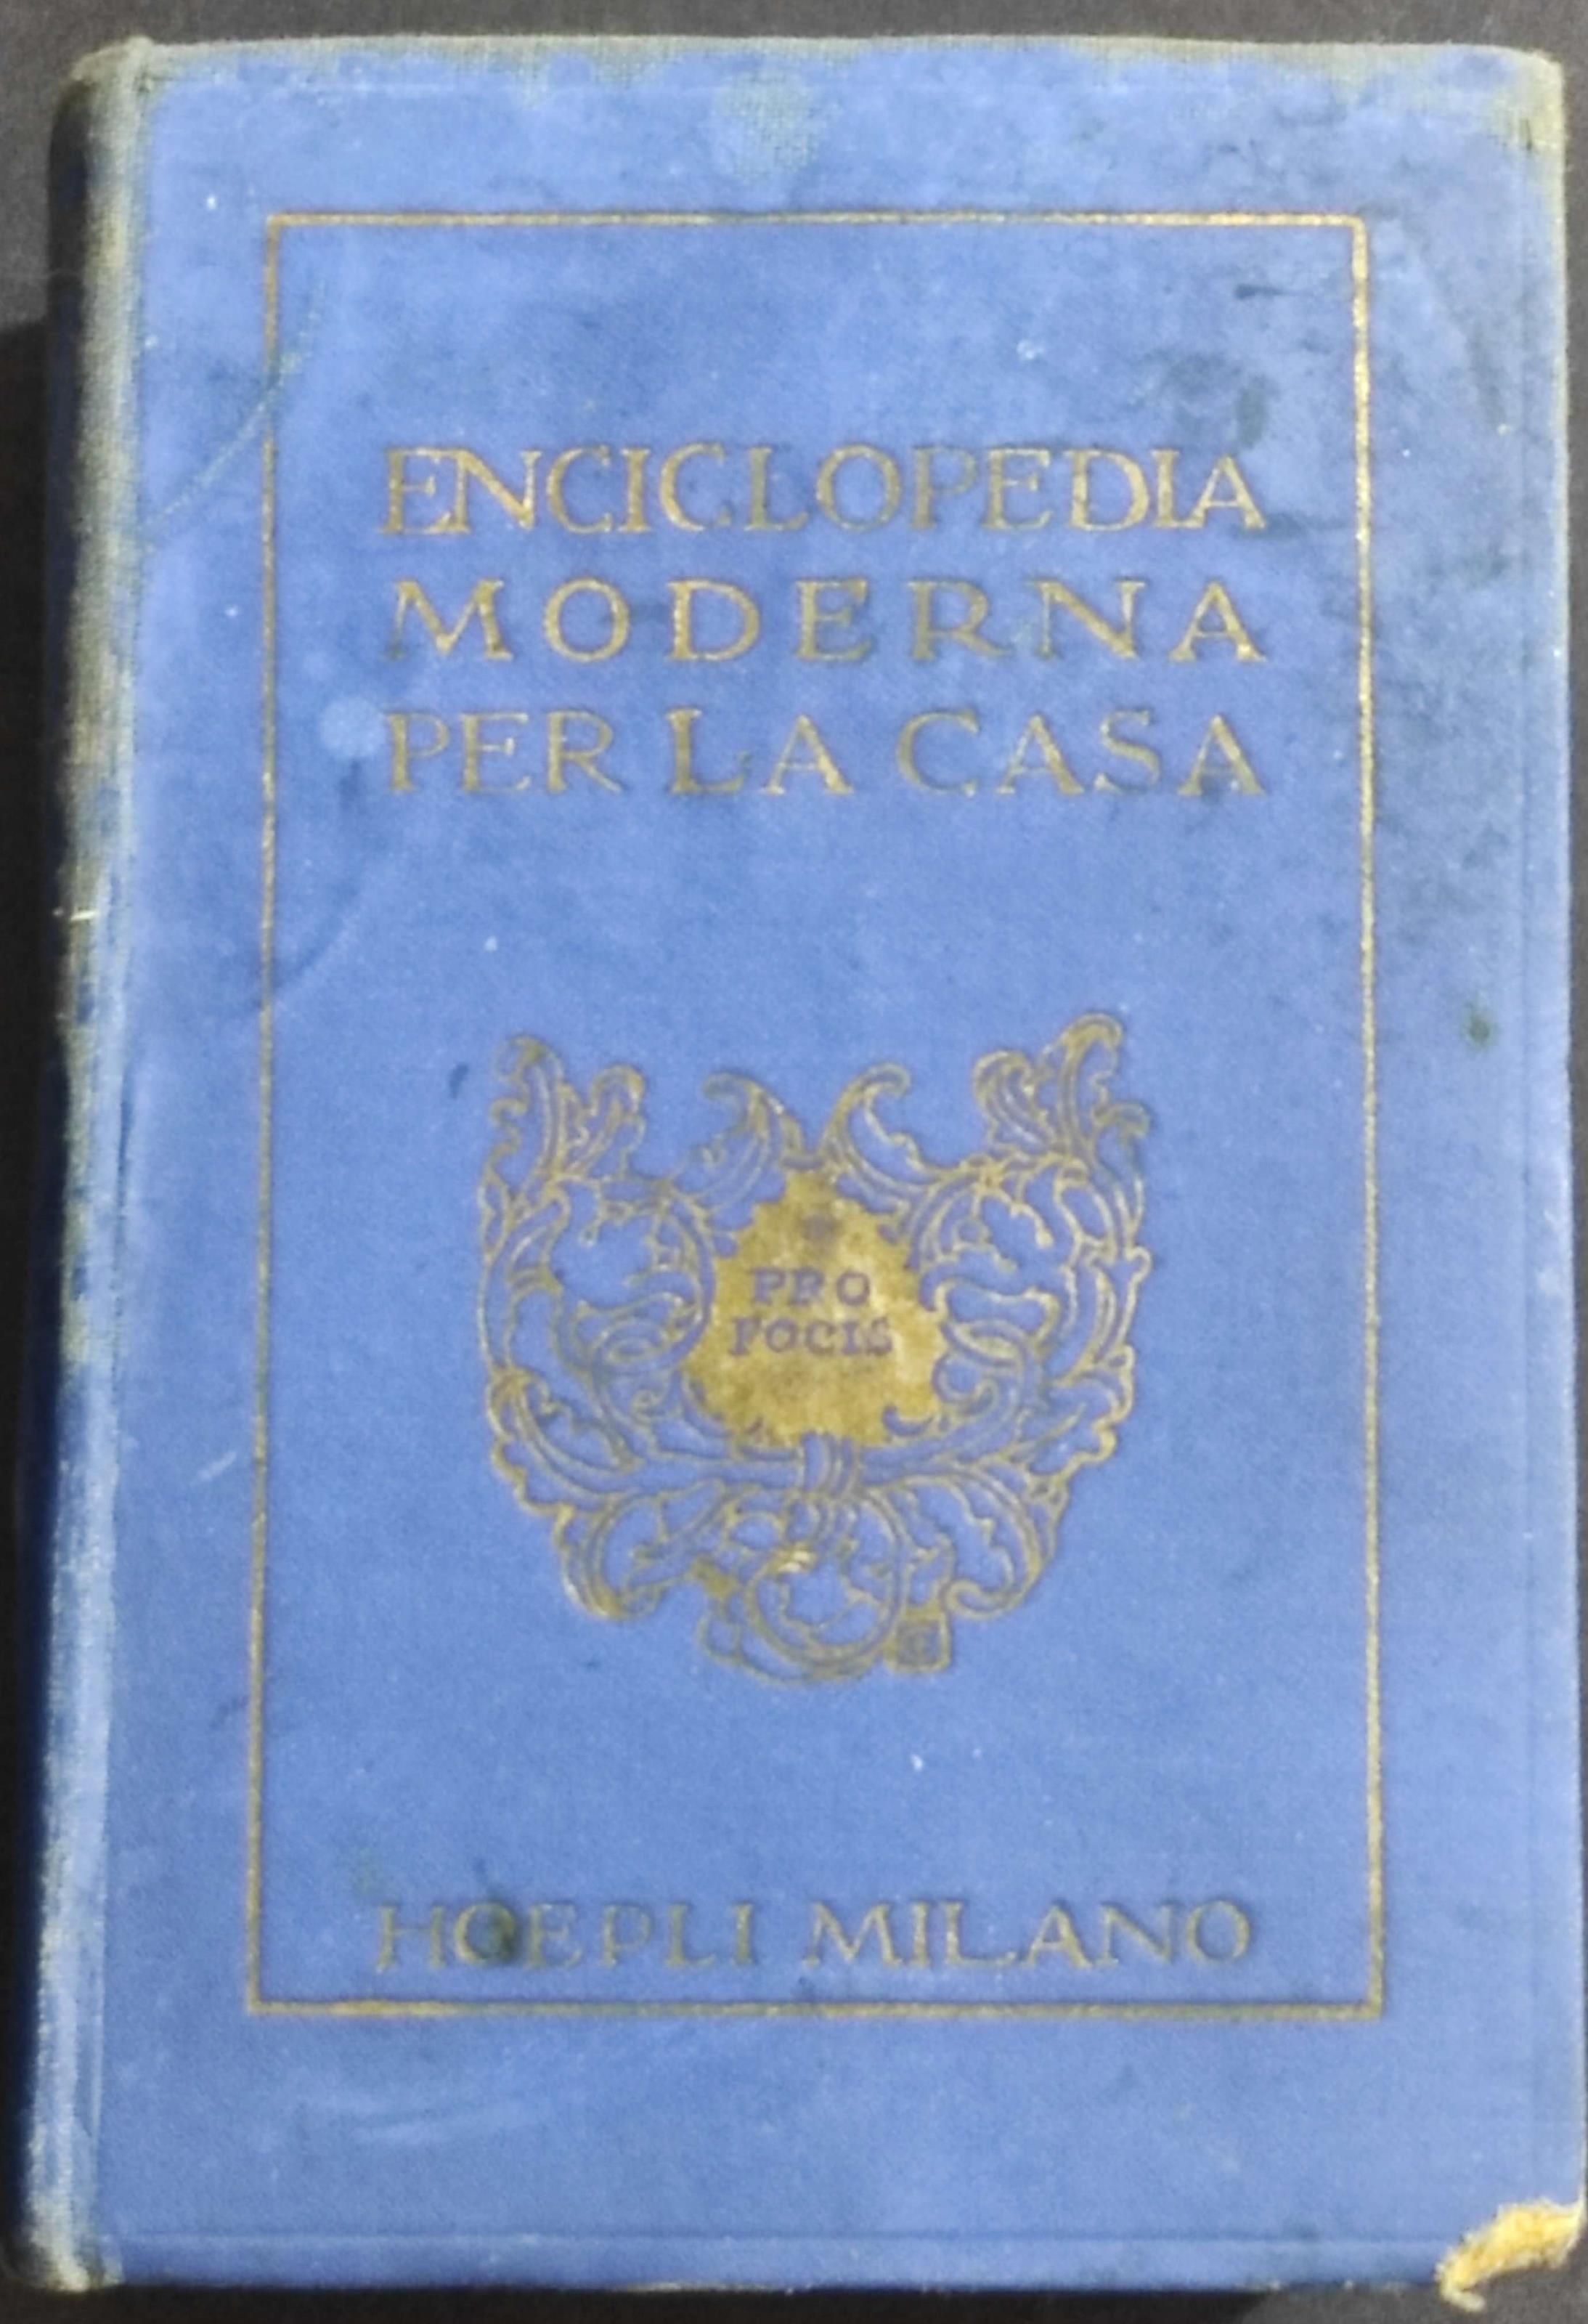 ENCICLOPEDIA
MODERNA
PER LA CASA
PRO
FOCIS
HOEPLI MILANO